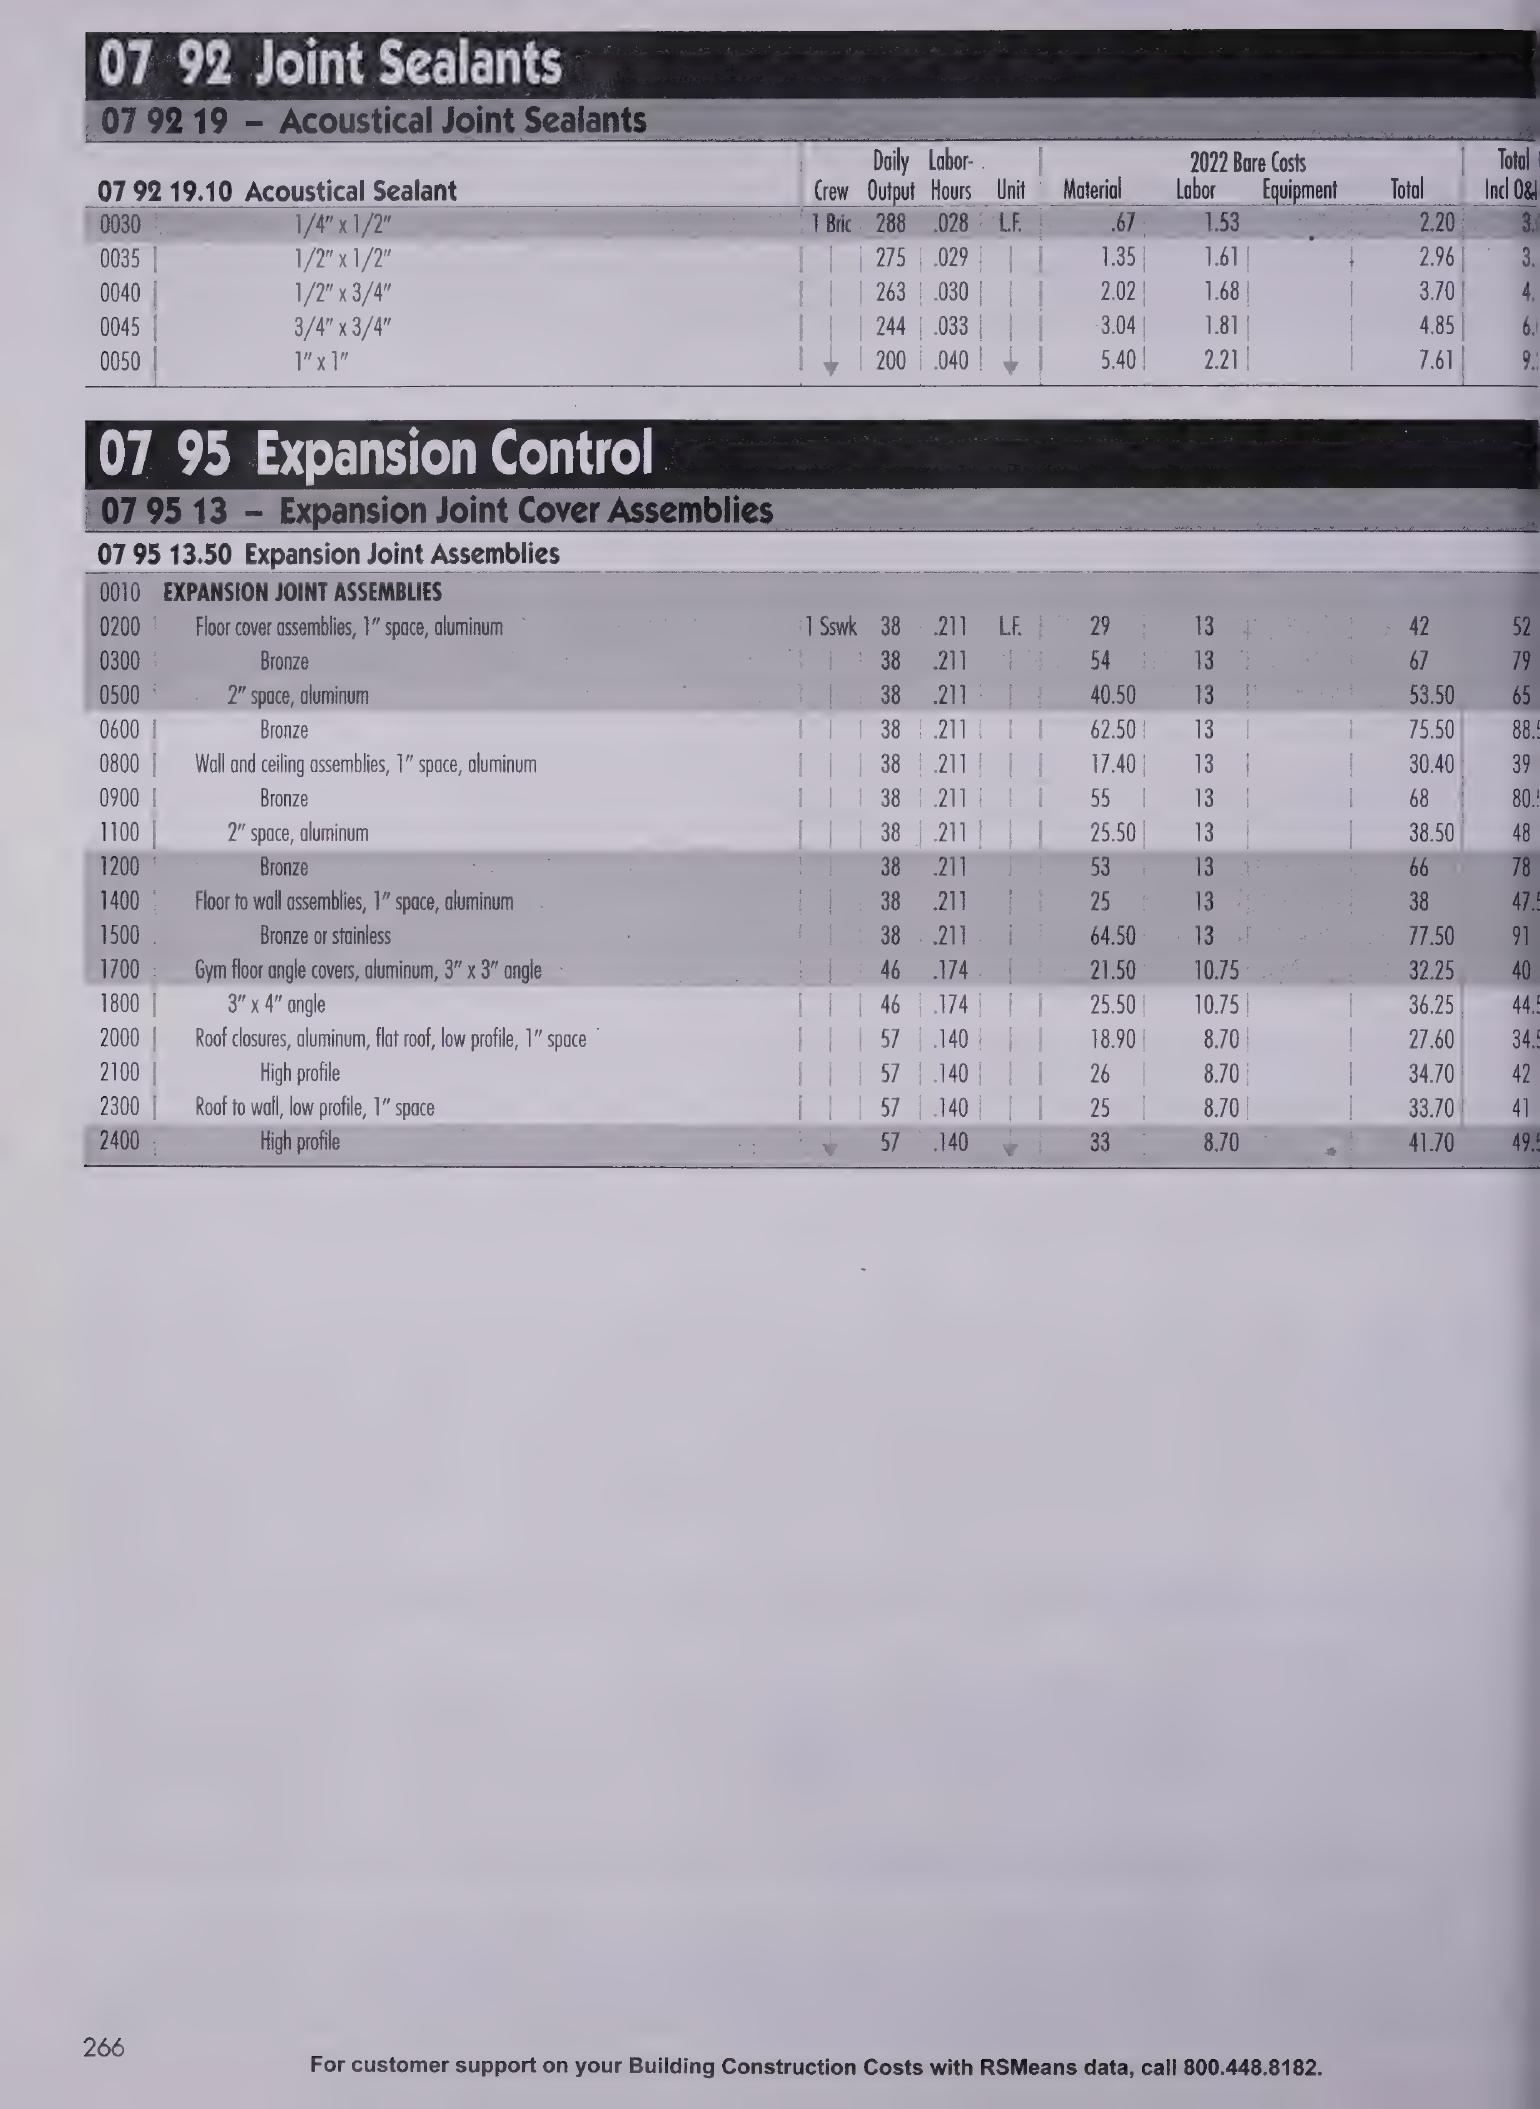 07 92 Joint Sealants
07 92 19 – Acoustical Joint Sealants
Daily Labor- 2022 Bare Costs Total
07 92 19.10 Acoustical Sealant Crew Output Hours Unit Material Labor Equipment Total Incl
0030 1/4" x 1/2" 1 Bric 288 .028 L.F. .67 1.53 2.20
0035 1/2" x 1/2" 275 .029 1.35 1.61 2.96
0040 1/2" x 3/4" 263 .030 2.02 1.68 3.70
0045 3/4" x 3/4" 244 .033 3.04 1.81 4.85
0050 1" x 1" 200 .040 5.40 2.21 7.61
07 95 Expansion Control
07 95 13 – Expansion Joint Cover Assemblies
07 95 13.50 Expansion Joint Assemblies
0010 EXPANSION JOINT ASSEMBLIES
0200 Floor cover assemblies, 1" space, aluminum 1 Sswk 38 .211 L.F. 29 13 42 52
0300 Bronze 38 .211 54 13 67 79
0500 2" space, aluminum 38 .211 40.50 13 53.50 65
0600 Bronze 38 .211 62.50 13 75.50 88.5
0800 Wall and ceiling assemblies, 1" space, aluminum 38 .211 17.40 13 30.40 39
0900 Bronze 38 .211 55 13 68 80.5
1100 2" space, aluminum 38 .211 25.50 13 38.50 48
1200 Bronze 38 .211 53 13 66 78
1400 Floor to wall assemblies, 1" space, aluminum 38 .211 25 13 38 47.5
1500 Bronze or stainless 38 .211 64.50 13 77.50 91
1700 Gym floor angle covers, aluminum, 3" x 3" angle 46 .174 21.50 10.75 32.25 40
1800 3" x 4" angle 46 .174 25.50 10.75 36.25 44.5
2000 Roof closures, aluminum, flat roof, low profile, 1" space 57 .140 18.90 8.70 27.60 34.5
2100 High profile 57 .140 26 8.70 34.70 42
2300 Roof to wall, low profile, 1" space 57 .140 25 8.70 33.70 41
2400 High profile 57 .140 33 8.70 41.70 49.5
266
For customer support on your Building Construction Costs with RSMeans data, call 800.448.8182.